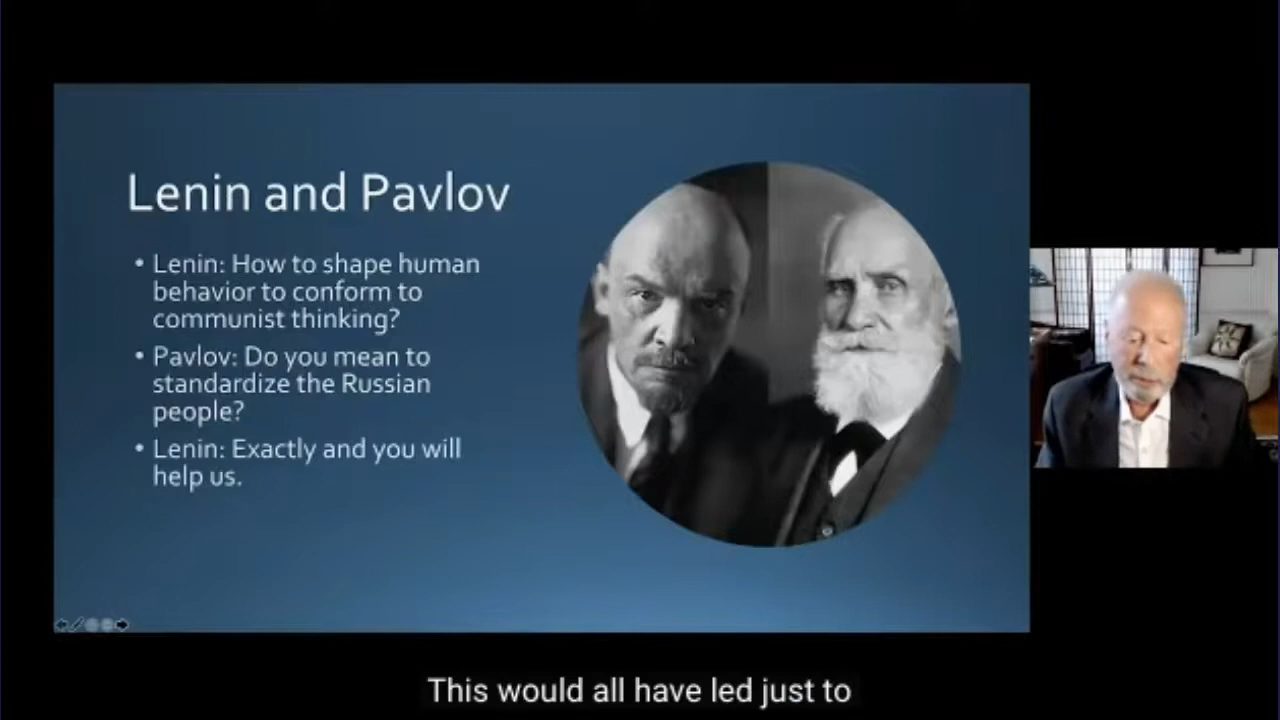 Lenin and Pavlov
• Lenin: How to shape human
behavior to conform to
communist thinking?
• Pavlov: Do you mean to
standardize the Russian
people?
• Lenin: Exactly and you will
help us.
This would all have led just to